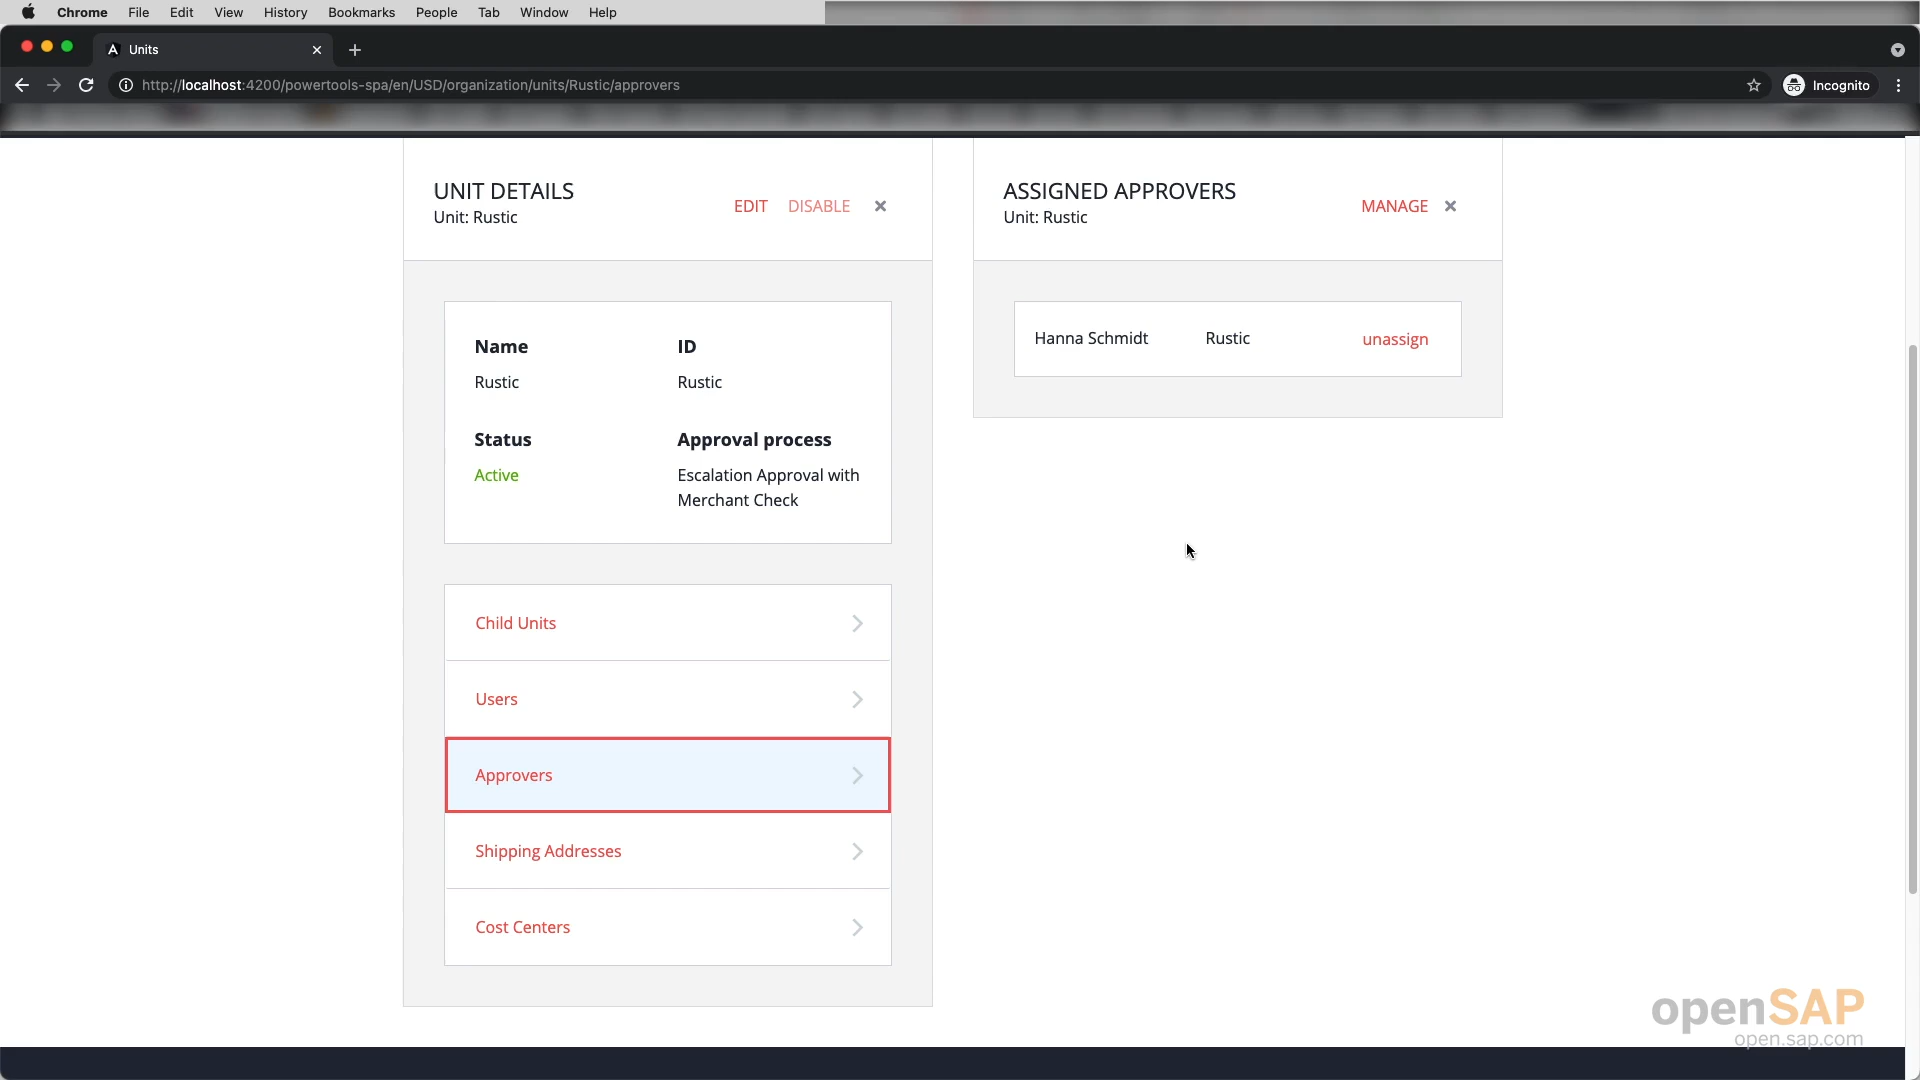 Chrome File Edit View History Bookmarks People Tab Window Help
Units
http://localhost:4200/powertools-spa/en/USD/organization/units/Rustic/approvers
Incognito
UNIT DETAILS
Unit: Rustic
EDIT DISABLE
Name
ID
Rustic
Rustic
Status
Approval process
Active
Escalation Approval with
Merchant Check
Child Units
Users
Approvers
Shipping Addresses
Cost Centers
ASSIGNED APPROVERS
Unit: Rustic
MANAGE
Hanna Schmidt Rustic unassign
openSAP
open.sap.com